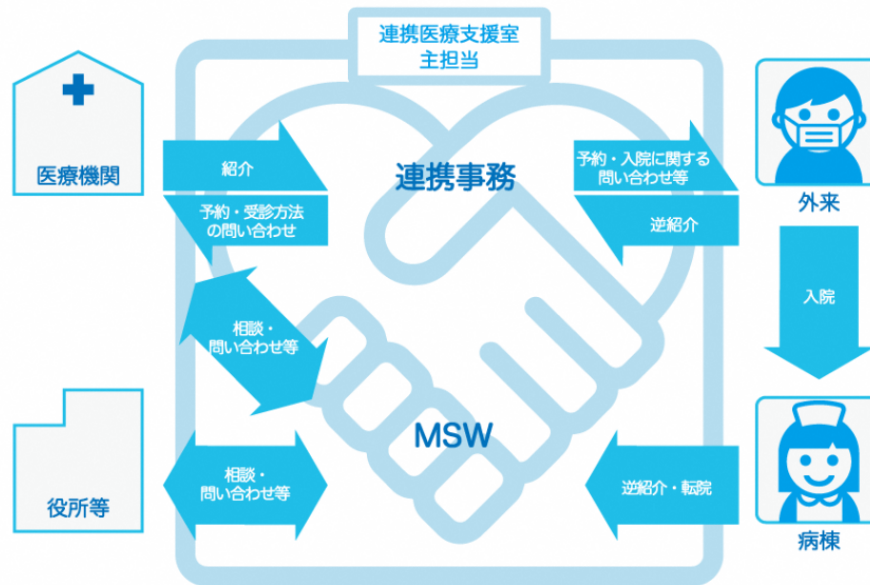 連携医療支援室
主担当
医療機関
紹介
予約・受診方法
の問い合わせ
連携事務
予約・入院に関する
問い合わせ等
逆紹介
外来
相談・
問い合わせ等
入院
役所等
相談・
問い合わせ等
MSW
逆紹介・転院
病棟